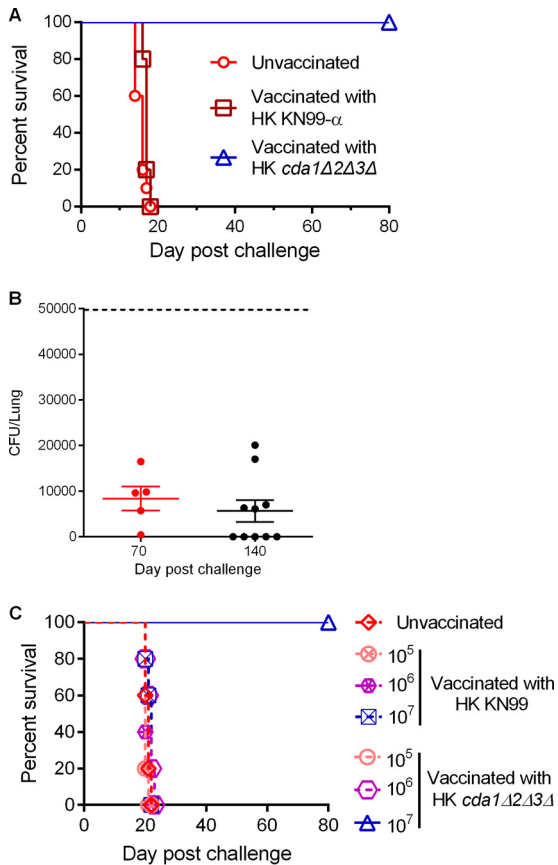 A
Percent survival
100
80
60
40
20
0
0
20
40
60
80
Day post challenge
Unvaccinated
Vaccinated with
HK KN99-α
Vaccinated with
HK cda1Δ2Δ3Δ
B
CFU/Lung
50000
40000
30000
20000
10000
0
70
140
Day post challenge
C
Percent survival
100
80
60
40
20
0
0
20
40
60
80
Day post challenge
Unvaccinated
10⁵
10⁶
10⁷
Vaccinated with
HK KN99
10⁵
10⁶
10⁷
Vaccinated with
HK cda1Δ2Δ3Δ